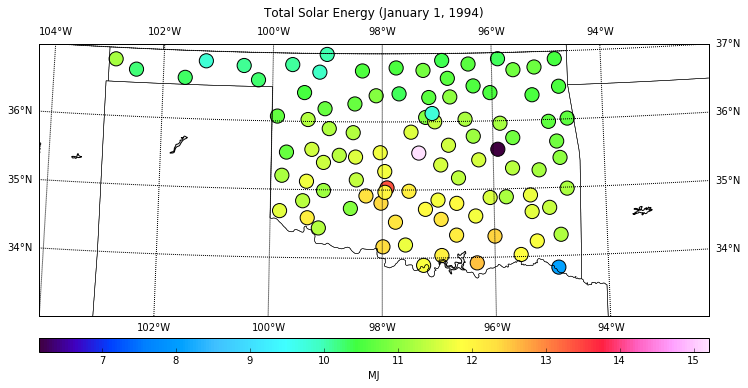 Total Solar Energy (January 1, 1994)
104°W 102°W 100°W 98°W 96°W 94°W 37°N
36°N 36°N
35°N 35°N
34°N 34°N
102°W 100°W 98°W 96°W 94°W
7 8 9 10 11 12 13 14 15
MJ